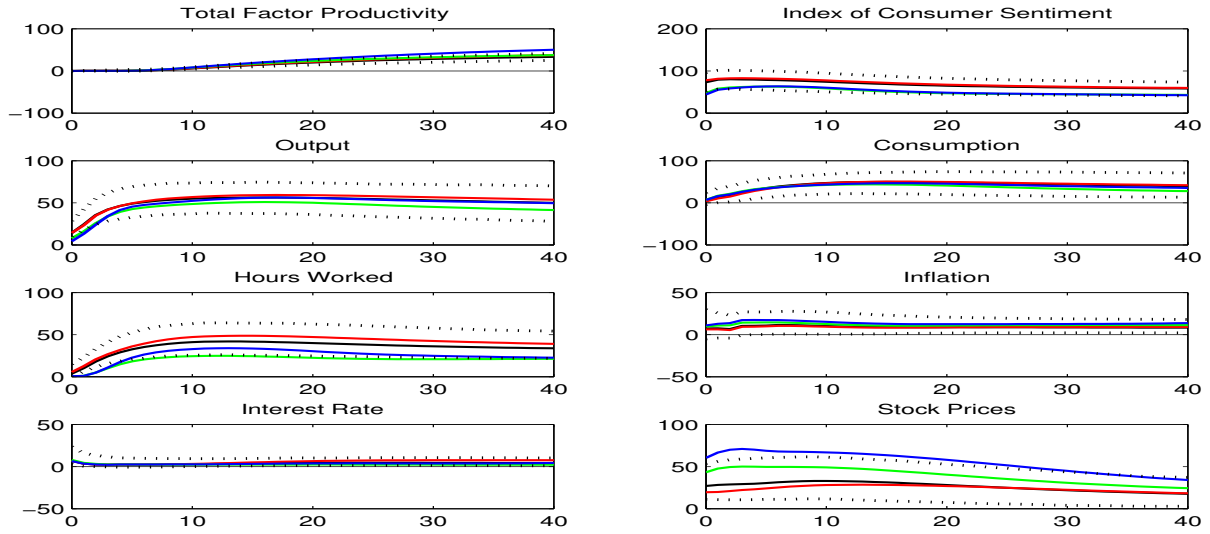 Total Factor Productivity
100
0
−100
0 10 20 30 40
Index of Consumer Sentiment
200
100
0
0 10 20 30 40
Output
100
50
0
0 10 20 30 40
Consumption
100
0
−100
0 10 20 30 40
Hours Worked
100
50
0
0 10 20 30 40
Inflation
50
0
−50
0 10 20 30 40
Interest Rate
50
0
−50
0 10 20 30 40
Stock Prices
100
50
0
0 10 20 30 40